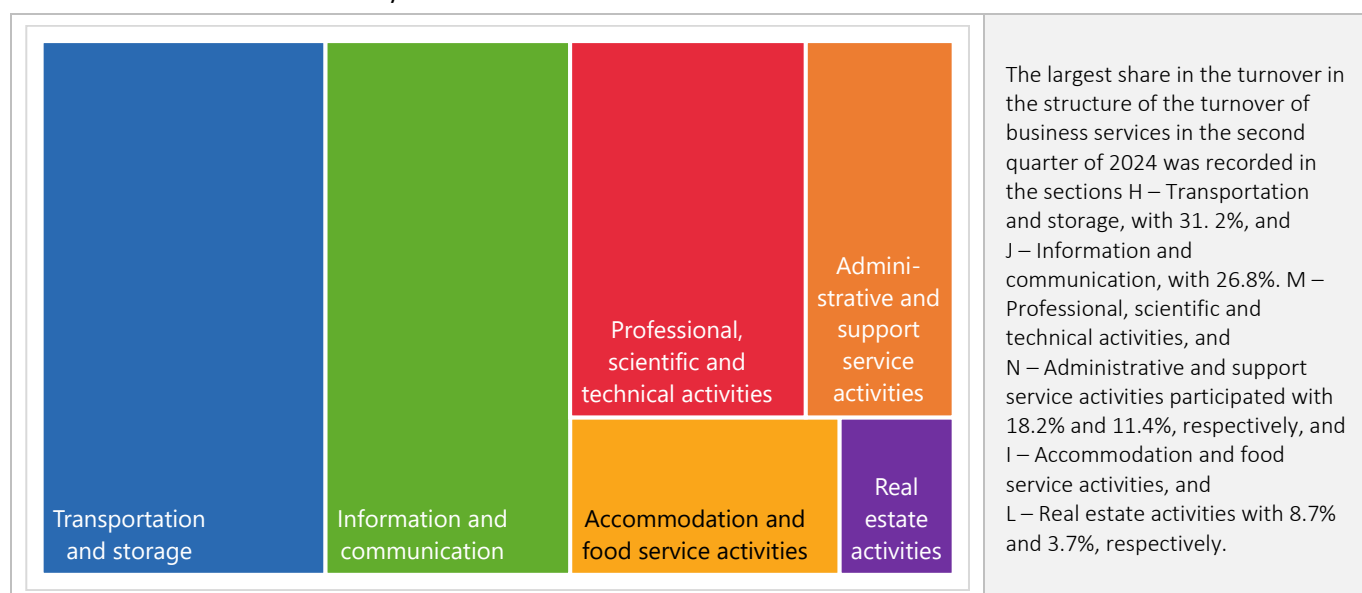 Transportation
and storage
Information and
communication
Professional,
scientific and
technical activities
Admini-
strative and
support
service
activities
Accommodation and
food service activities
Real
estate
activities
The largest share in the turnover in
the structure of the turnover of
business services in the second
quarter of 2024 was recorded in
the sections H – Transportation
and storage, with 31. 2%, and
J – Information and
communication, with 26.8%. M –
Professional, scientific and
technical activities, and
N – Administrative and support
service activities participated with
18.2% and 11.4%, respectively, and
I – Accommodation and food
service activities, and
L – Real estate activities with 8.7%
and 3.7%, respectively.